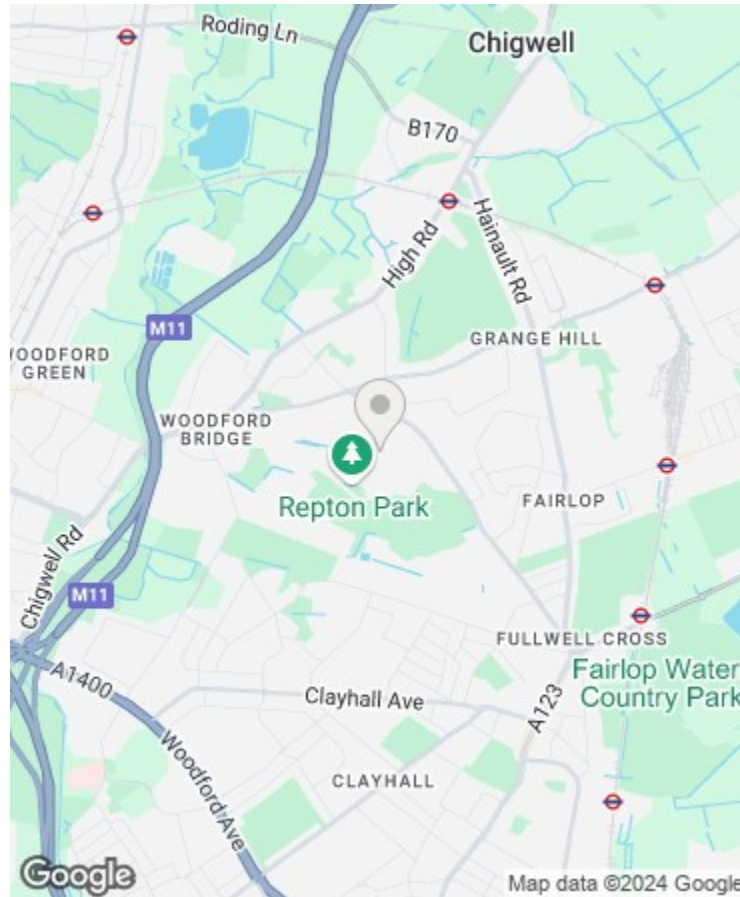 Roding Ln
Chigwell
B170
High Rd
Hainault Rd
M11
GRANGE HILL
WOODFORD
GREEN
WOODFORD
BRIDGE
Repton Park
FAIRLOP
Chigwell Rd
M11
FULLWELL CROSS
A1400
Fairlop Water
Country Park
Clayhall Ave
A123
Woodford Ave
CLAYHALL
Google
Map data ©2024 Google